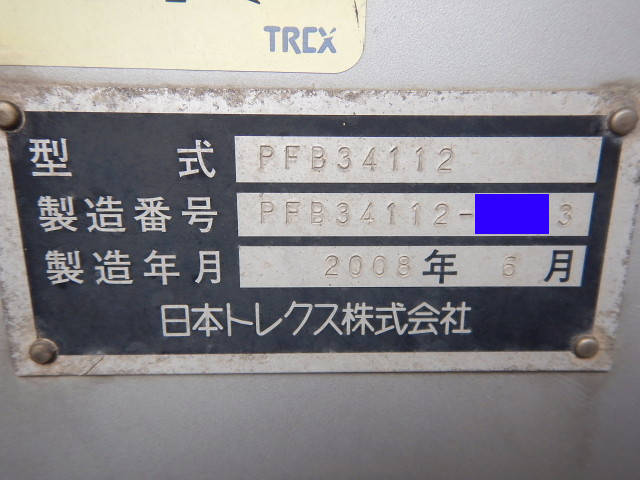 TREX
型式 PFB34112
製造番号 PFB34112- 3
製造年月 2008年 6月
日本トレクス株式会社